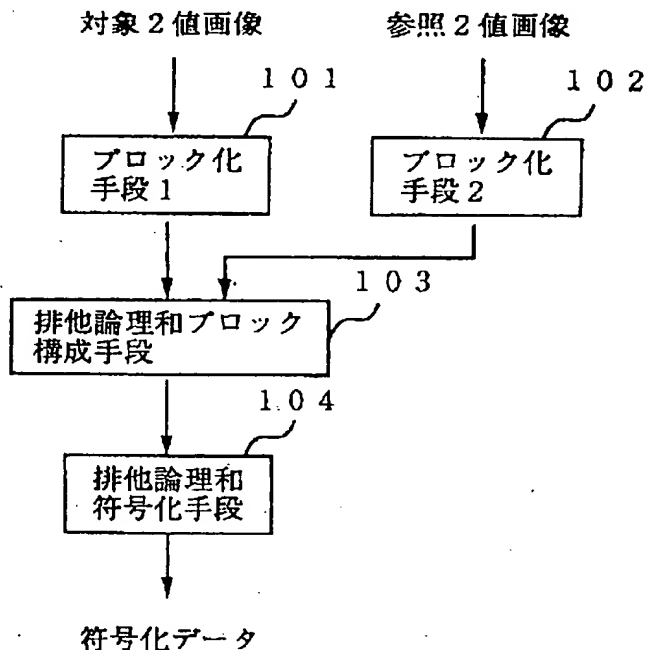 対象２値画像
参照２値画像
１０１
１０２
ブロック化
手段１
ブロック化
手段２
１０３
排他論理和ブロック
構成手段
１０４
排他論理和
符号化手段
符号化データ